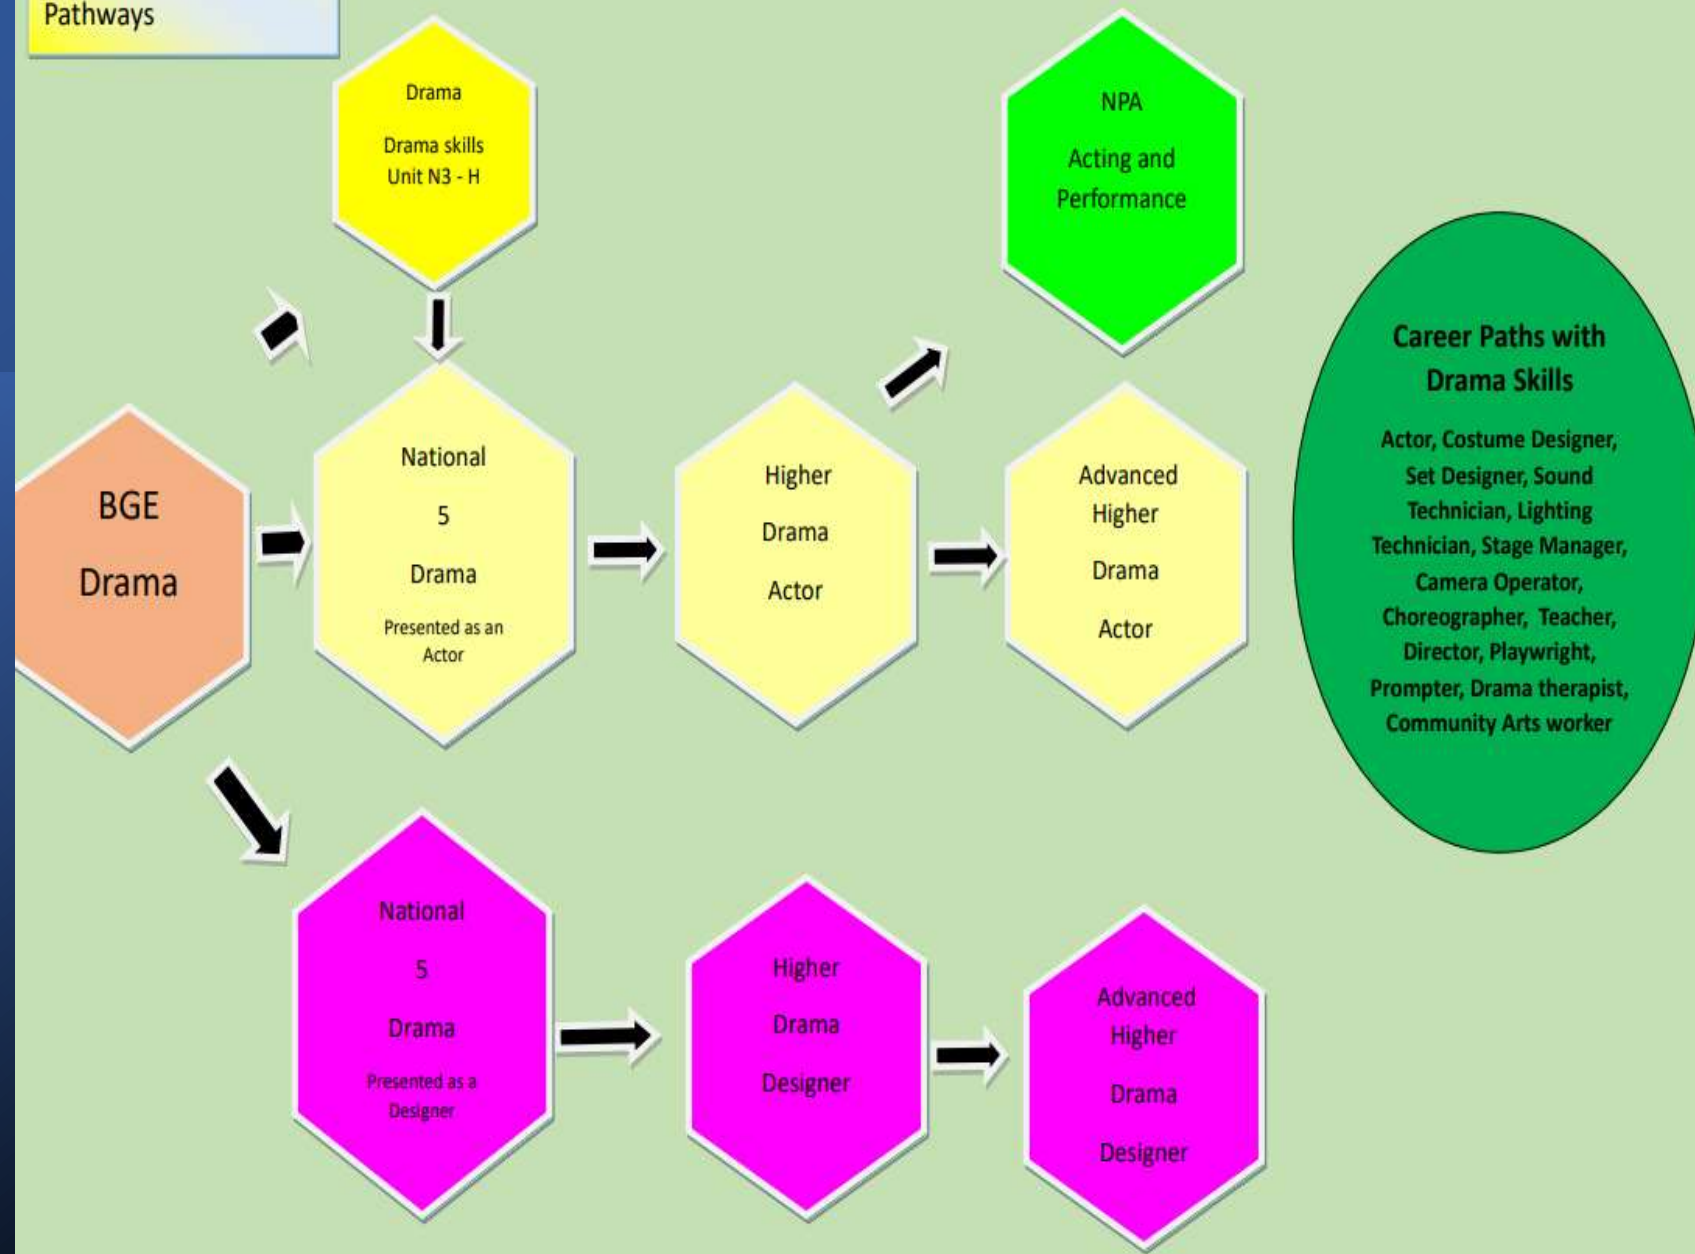 Pathways
Drama
Drama skills
Unit N3 - H
NPA
Acting and
Performance
BGE
Drama
National
5
Drama
Presented as an
Actor
Higher
Drama
Actor
Advanced
Higher
Drama
Actor
Career Paths with
Drama Skills
Actor, Costume Designer,
Set Designer, Sound
Technician, Lighting
Technician, Stage Manager,
Camera Operator,
Choreographer, Teacher,
Director, Playwright,
Prompter, Drama therapist,
Community Arts worker
National
5
Drama
Presented as a
Designer
Higher
Drama
Designer
Advanced
Higher
Drama
Designer